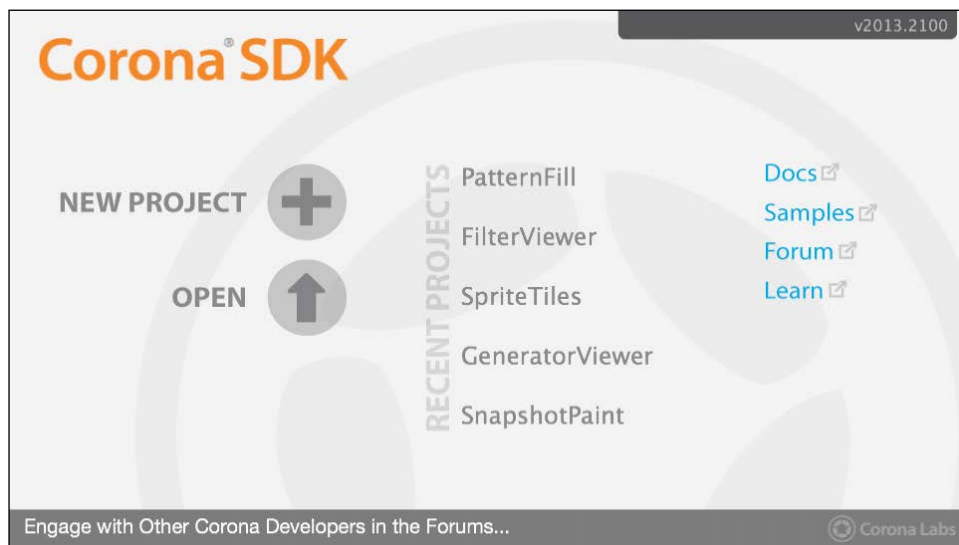 v2013.2100
Corona® SDK
NEW PROJECT
OPEN
RECENT PROJECTS
PatternFill
FilterViewer
SpriteTiles
GeneratorViewer
SnapshotPaint
Docs
Samples
Forum
Learn
Engage with Other Corona Developers in the Forums...
Corona Labs